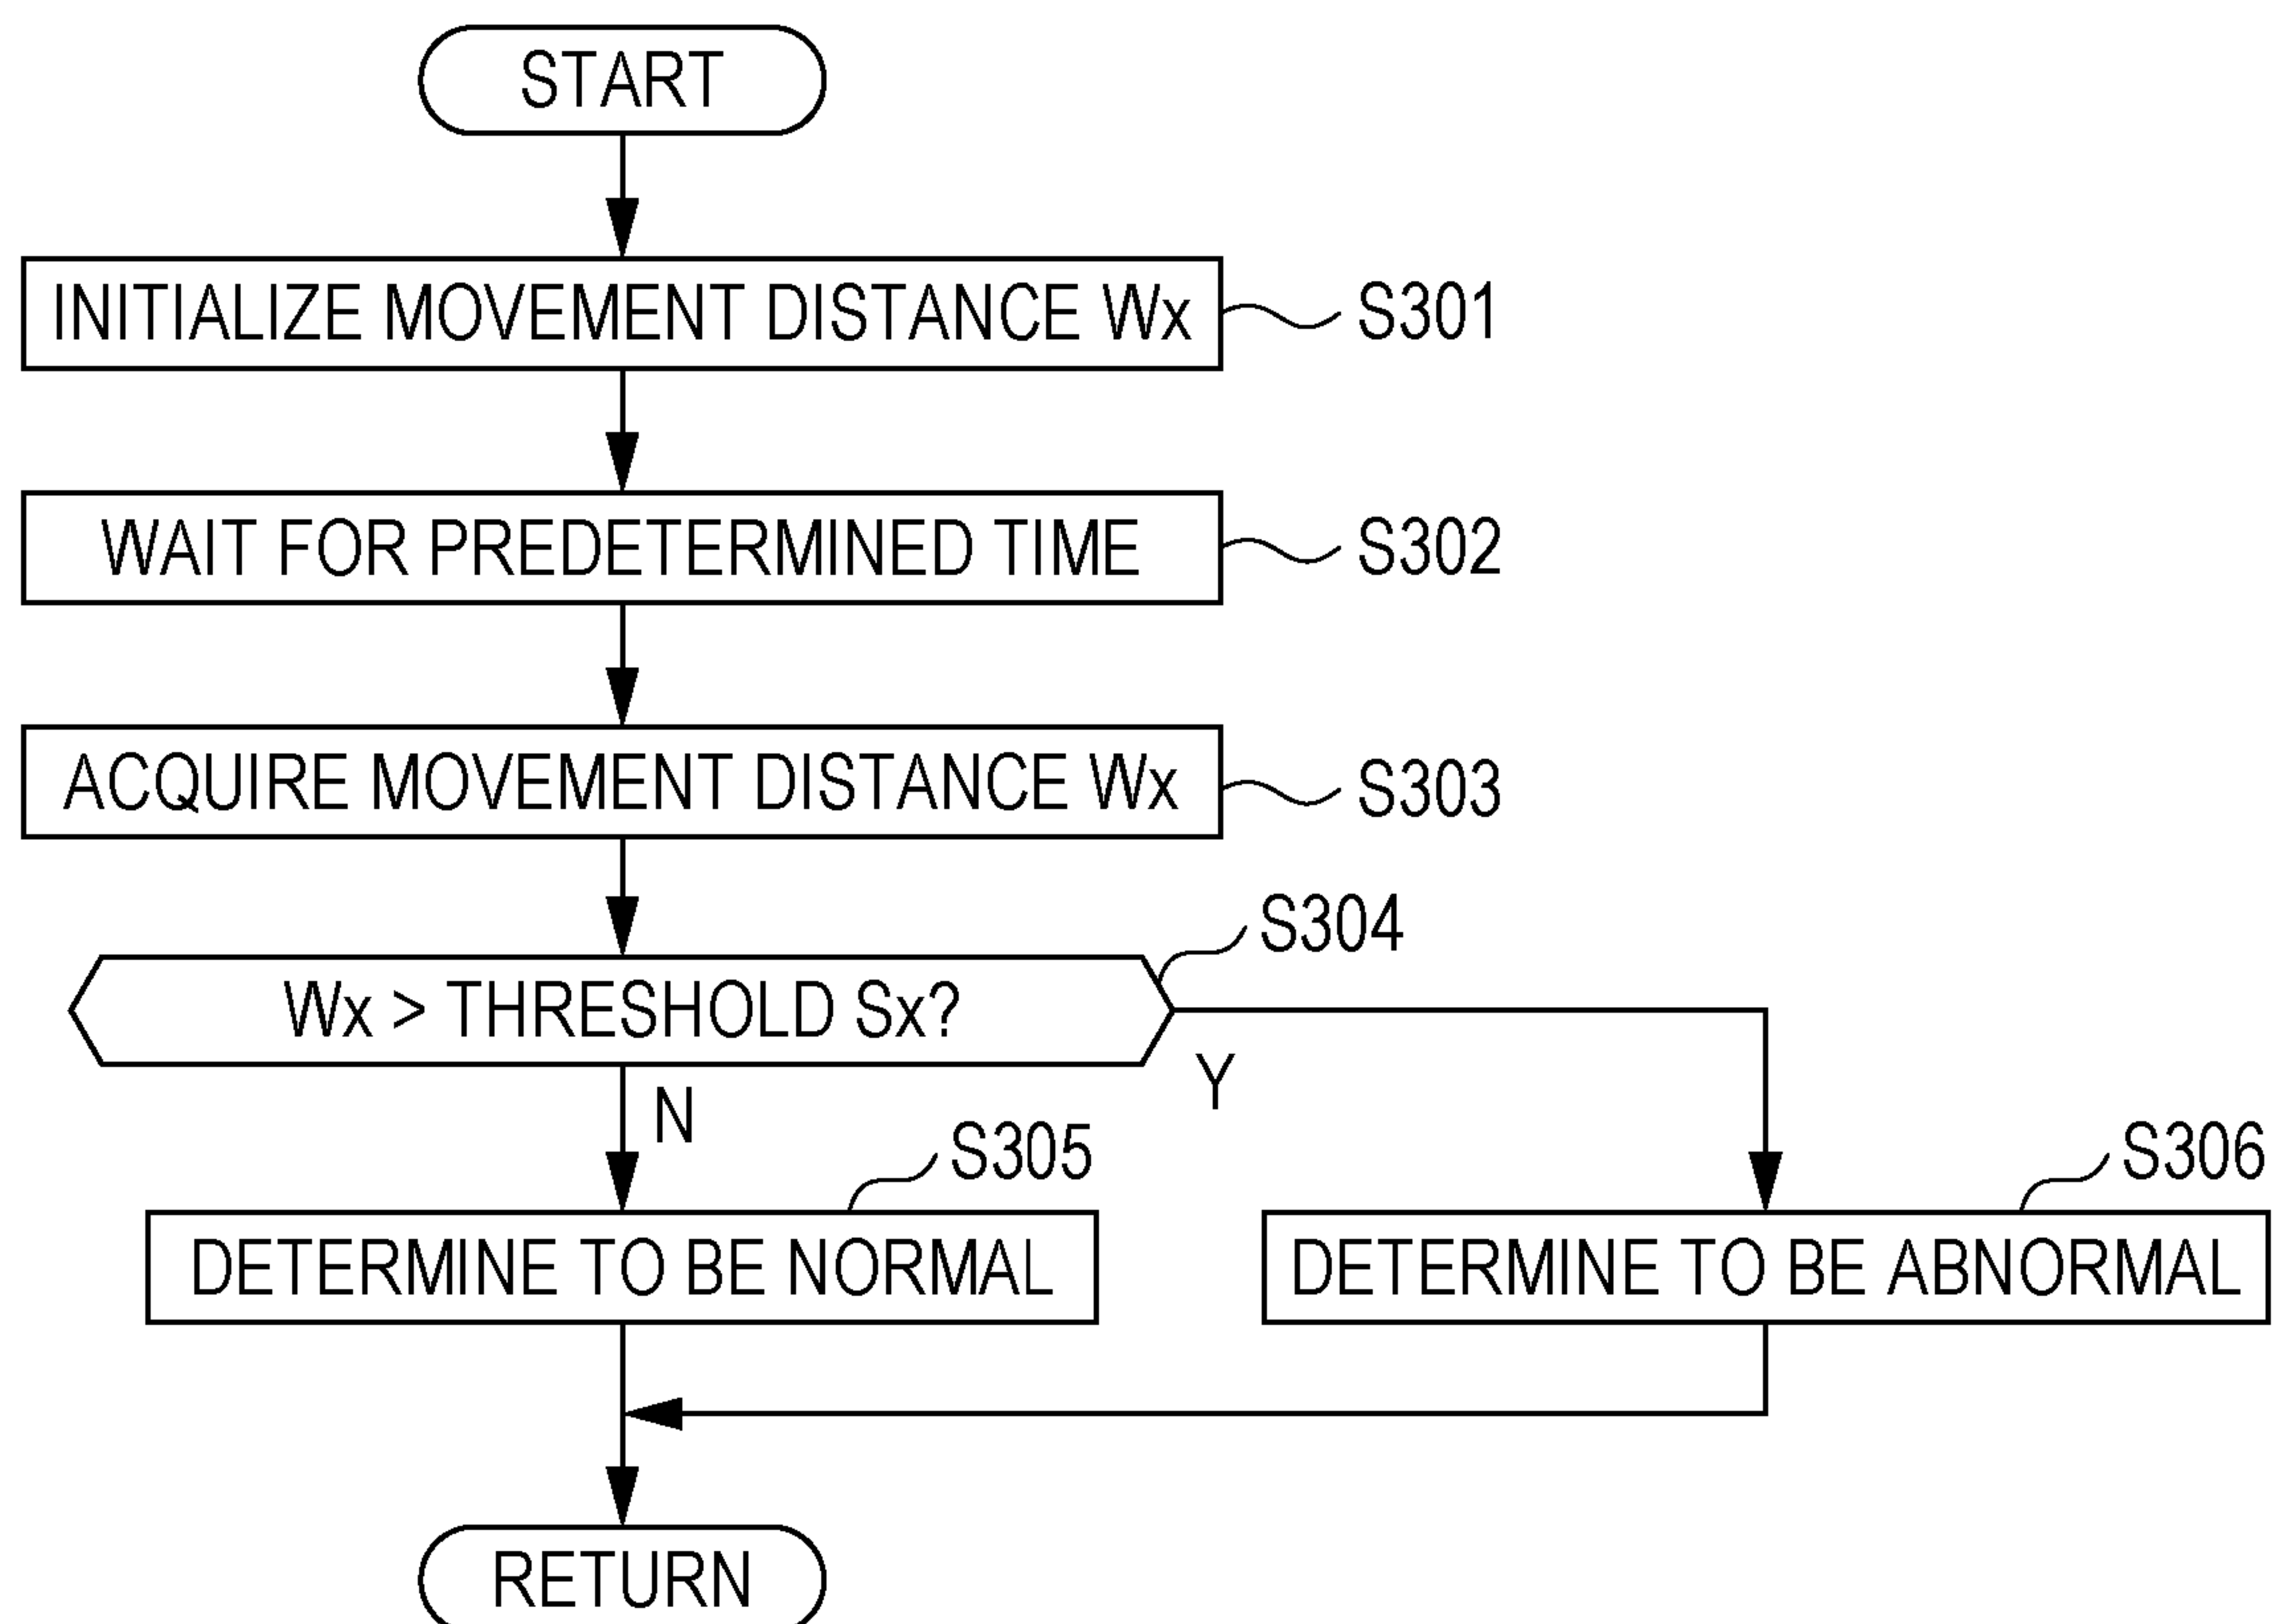 START
INITIALIZE MOVEMENT DISTANCE Wx
S301
WAIT FOR PREDETERMINED TIME
S302
ACQUIRE MOVEMENT DISTANCE Wx
S303
S304
Wx > THRESHOLD Sx?
Y
N
S305
S306
DETERMINE TO BE NORMAL
DETERMINE TO BE ABNORMAL
RETURN